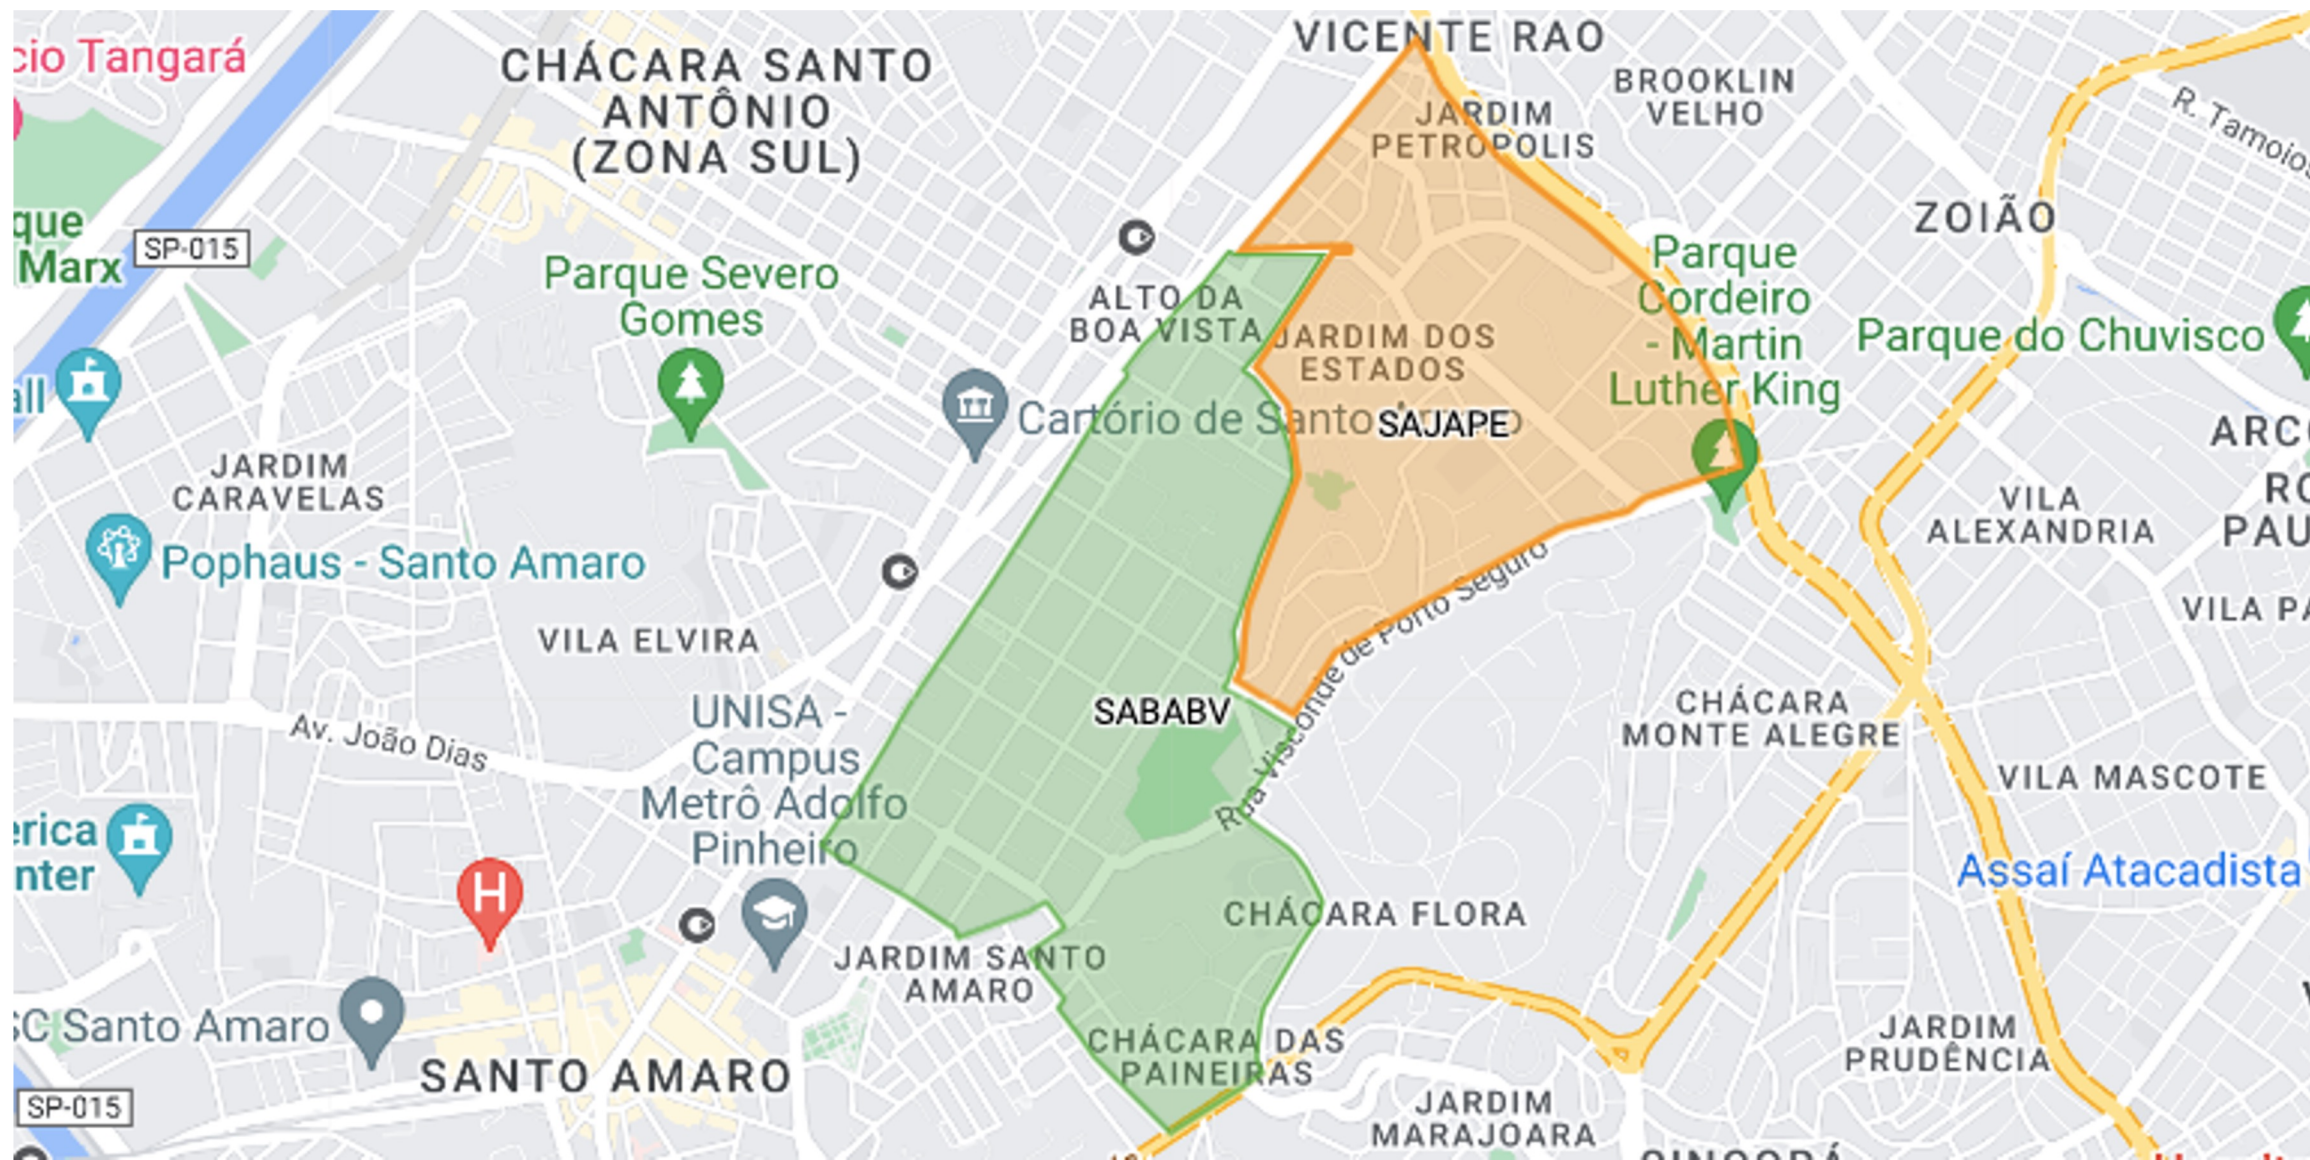 cio Tangará
CHÁCARA SANTO
ANTÔNIO
(ZONA SUL)
VICENTE RAO
BROOKLIN
VELHO
JARDIM
PETRÓPOLIS
R. Tamoios
que
Marx
SP-015
Parque Severo
Gomes
ALTO DA
BOA VISTA
JARDIM DOS
ESTADOS
ZOIÃO
Parque
Cordeiro
- Martin
Luther King
Parque do Chuvisco
all
Cartório de Santo
SAJAPE
ARC
RO
PAU
JARDIM
CARAVELAS
VILA
ALEXANDRIA
Pophaus - Santo Amaro
Rua Visconde de Porto Seguro
VILA PA
VILA ELVIRA
UNISA -
Campus
Metrô Adolfo
Pinheiro
SABABV
Av. João Dias
CHÁCARA
MONTE ALEGRE
VILA MASCOTE
erica
nter
Assaí Atacadista
CHÁCARA FLORA
JARDIM SANTO
AMARO
SC Santo Amaro
SANTO AMARO
CHÁCARA DAS
PAINEIRAS
JARDIM
PRUDÊNCIA
SP-015
JARDIM
MARAJOARA